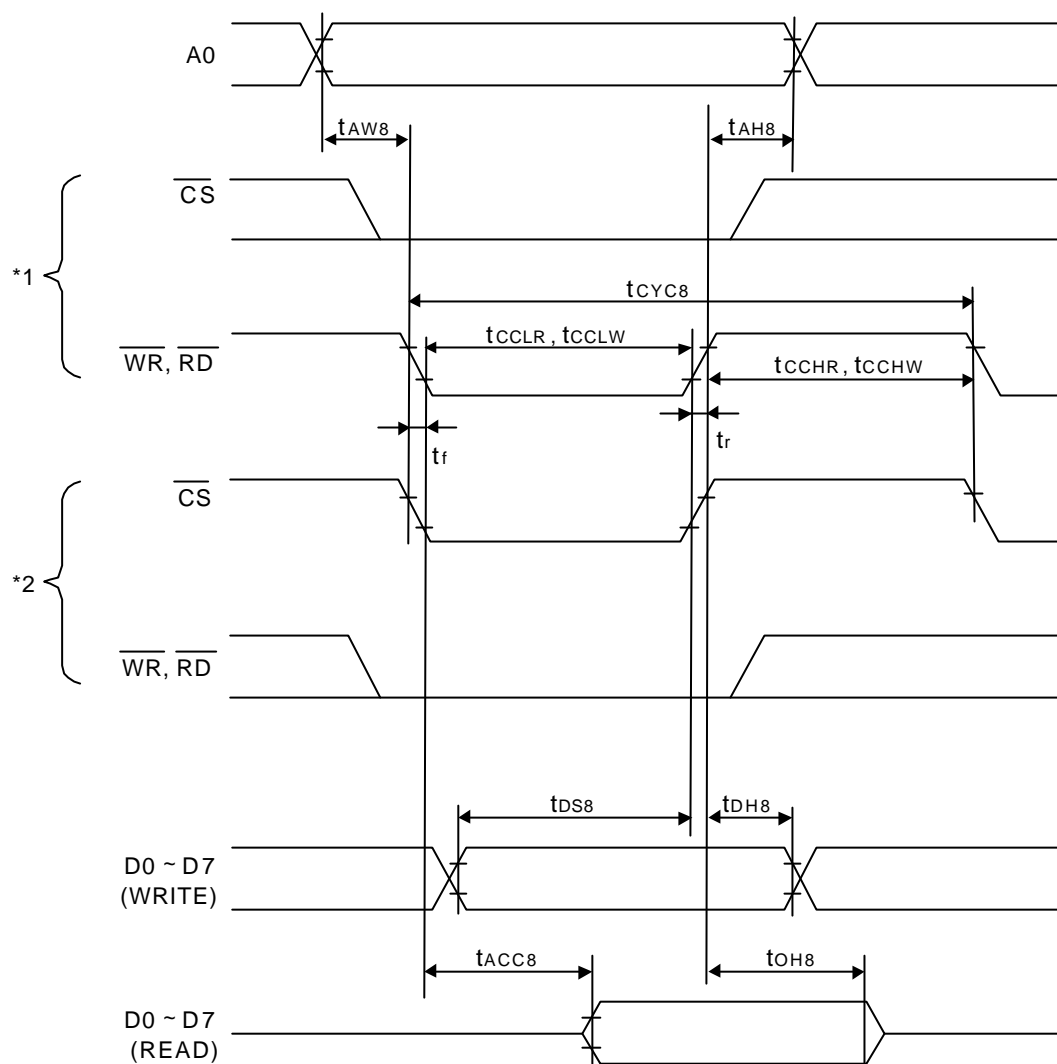 A0
tAW8
tAH8
CS
*1
tCYC8
WR, RD
tCCLR, tCCLW
tCCHR, tCCHW
tf
tr
CS
*2
WR, RD
tDS8
tDH8
D0 ~ D7
(WRITE)
tACC8
tOH8
D0 ~ D7
(READ)